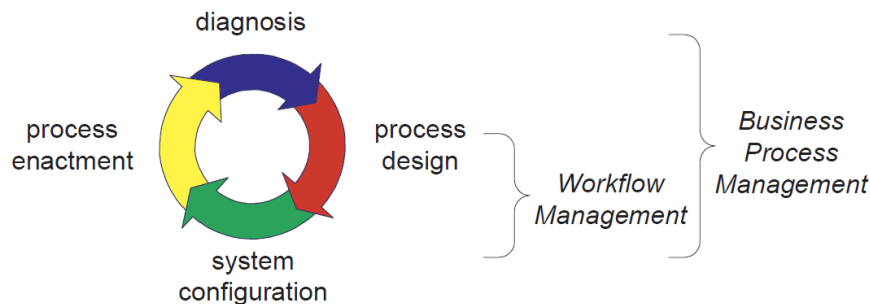 diagnosis
process
enactment
process
design
system
configuration
Workflow
Management
Business
Process
Management